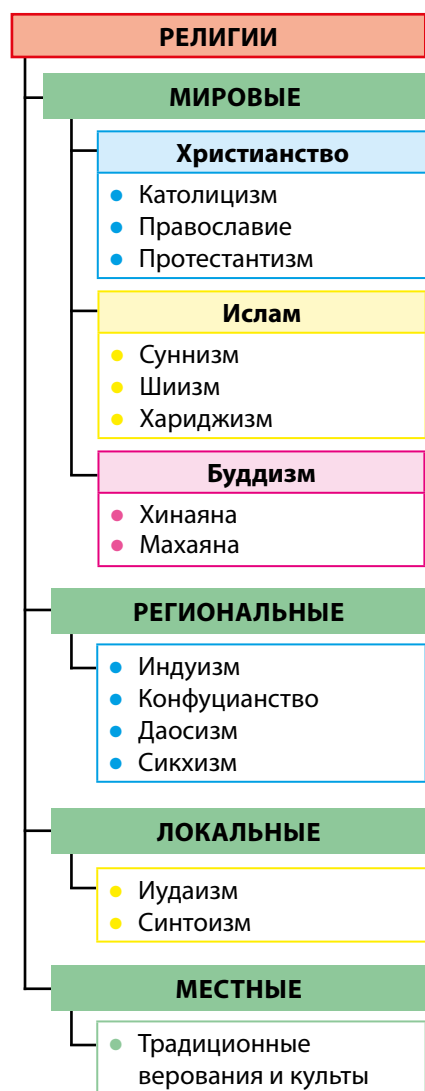 РЕЛИГИИ
МИРОВЫЕ
Христианство
Католицизм
Православие
Протестантизм
Ислам
Суннизм
Шиизм
Хариджизм
Буддизм
Хинаяна
Махаяна
РЕГИОНАЛЬНЫЕ
Индуизм
Конфуцианство
Даосизм
Сикхизм
ЛОКАЛЬНЫЕ
Иудаизм
Синтоизм
МЕСТНЫЕ
Традиционные
верования и культы